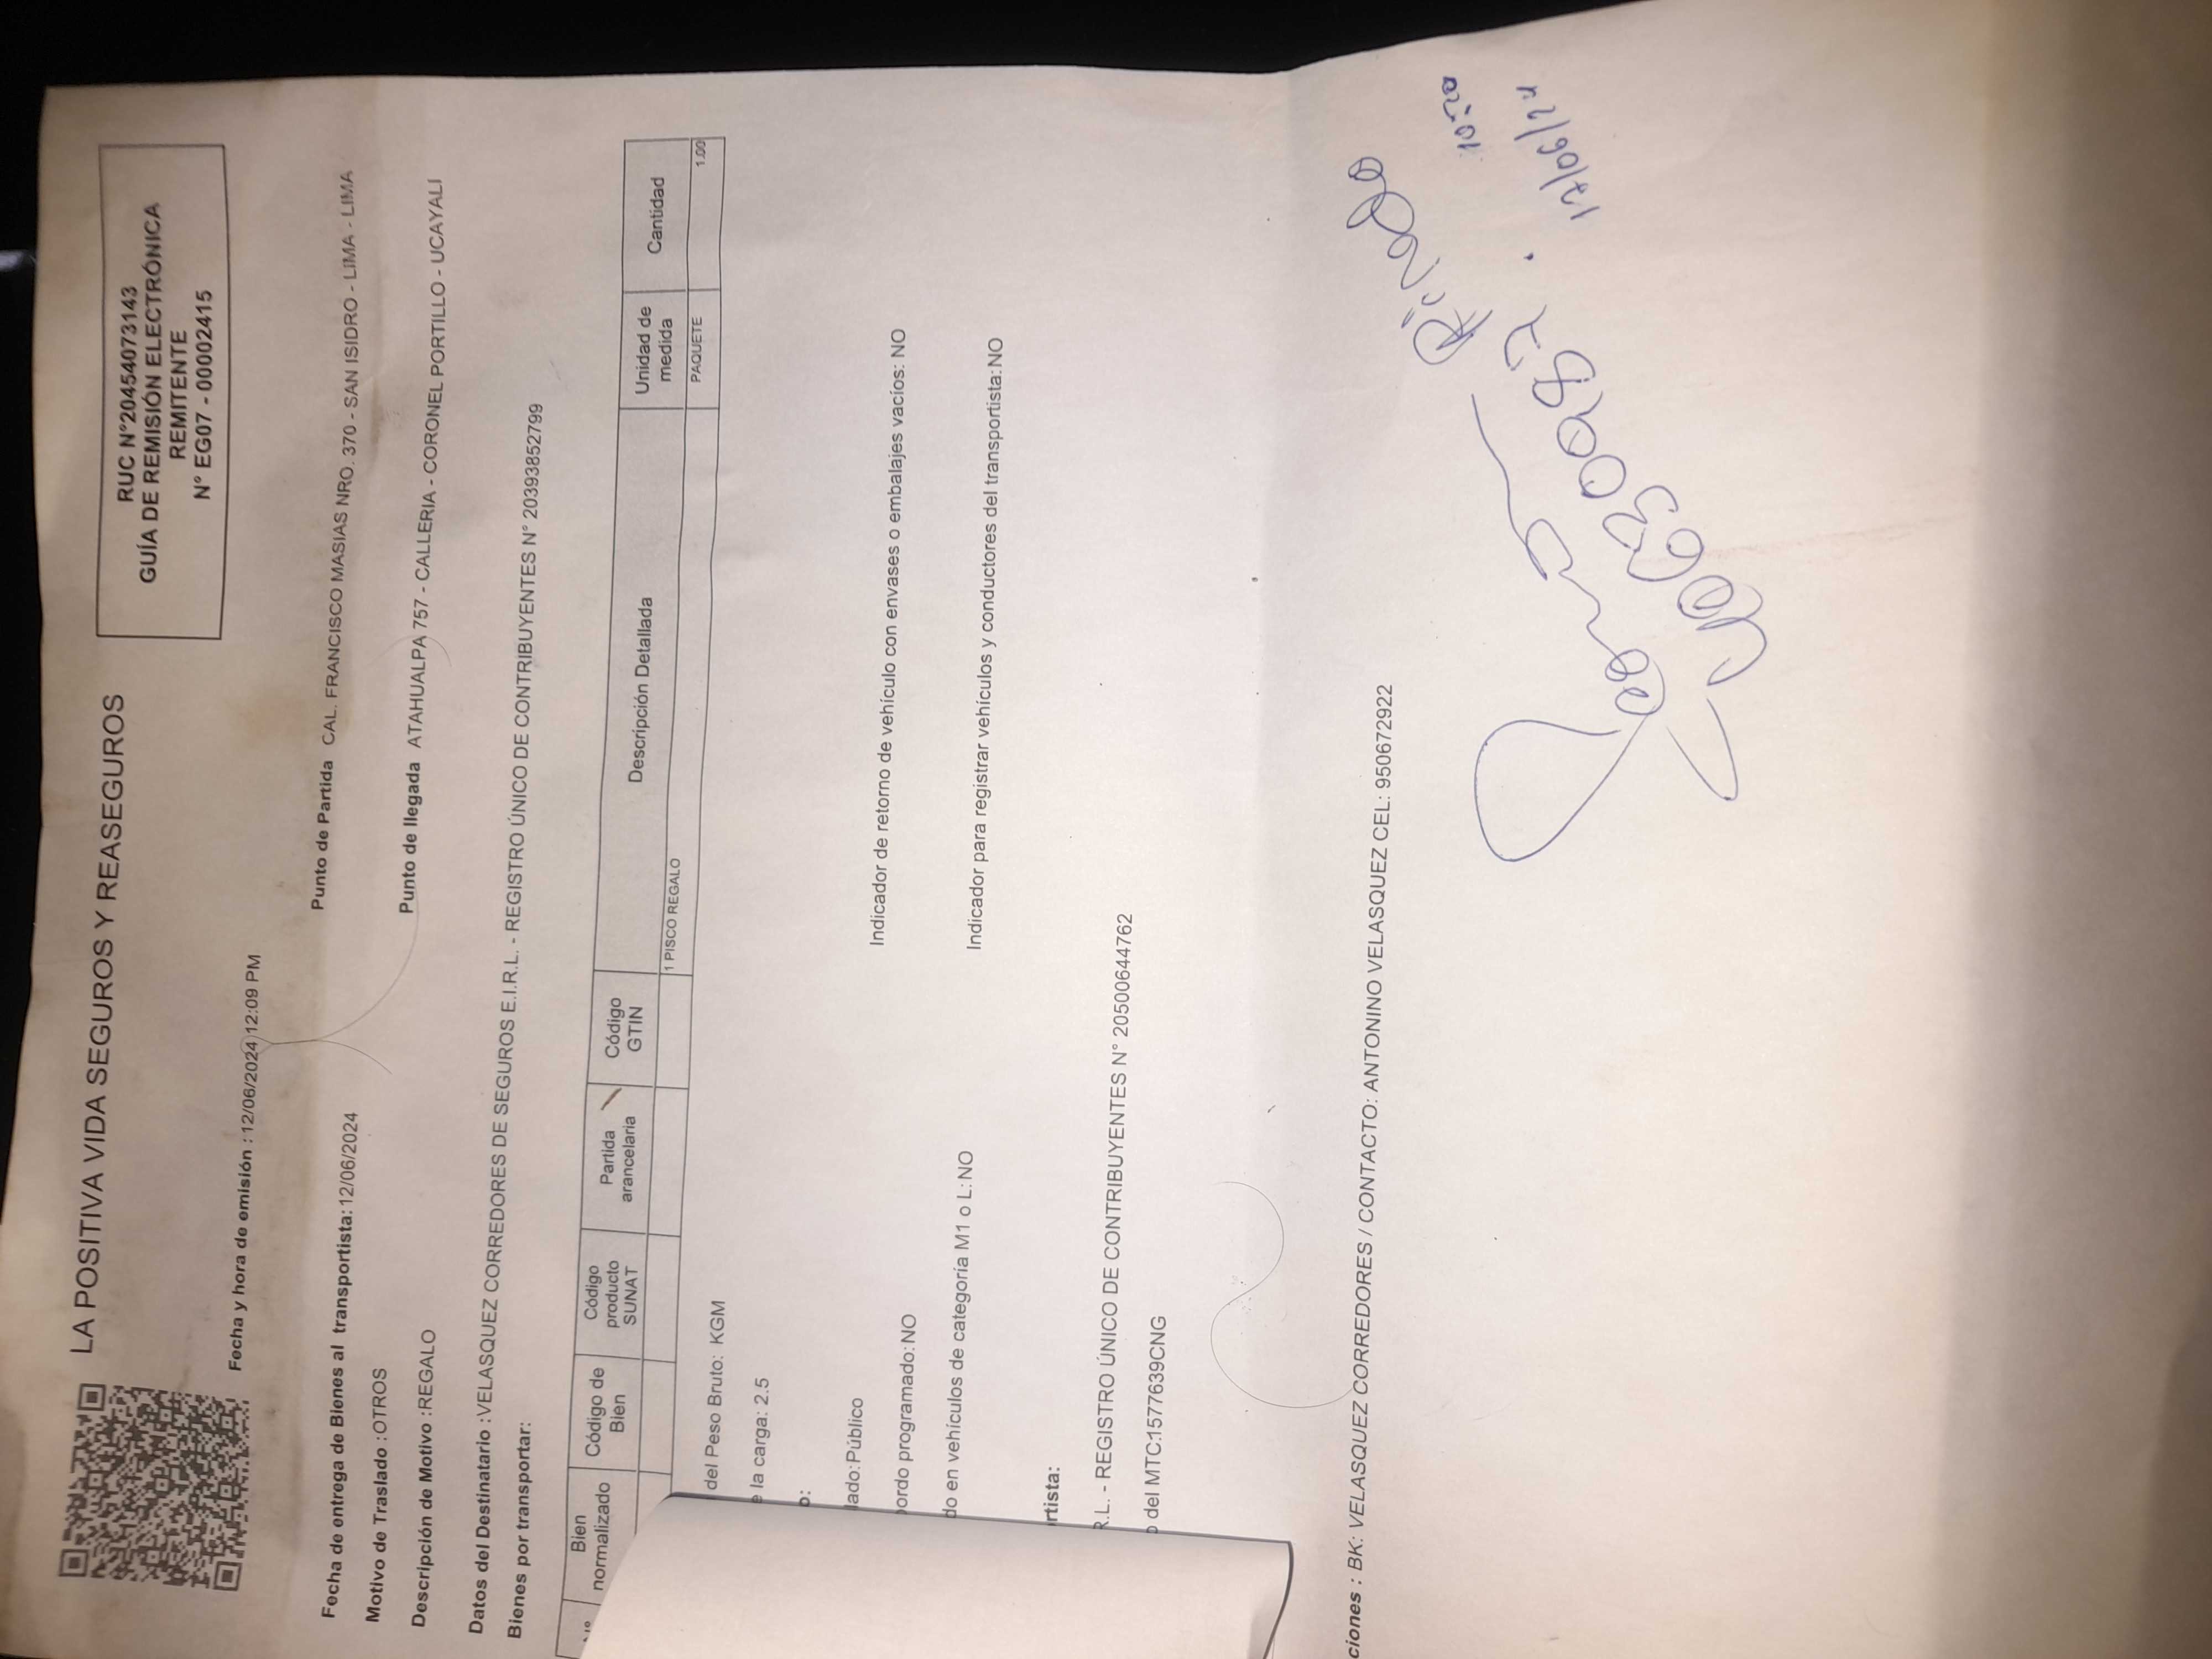 LA POSITIVA VIDA SEGUROS Y REASEGUROS
RUC N°20454073143
GUÍA DE REMISIÓN ELECTRÓNICA
REMITENTE
N° EG07 - 00002415
Fecha y hora de emisión : 12/06/2024 12:09 PM
Fecha de entrega de Bienes al transportista: 12/06/2024
Punto de Partida CAL. FRANCISCO MASIAS NRO. 370 - SAN ISIDRO - LIMA - LIMA
Motivo de Traslado : OTROS
Descripción de Motivo : REGALO
Punto de llegada ATAHUALPA 757 - CALLERIA - CORONEL PORTILLO - UCAYALI
Datos del Destinatario : VELASQUEZ CORREDORES DE SEGUROS E.I.R.L. - REGISTRO ÚNICO DE CONTRIBUYENTES N° 20393852799
Bienes por transportar:
Bien normalizado Código de Bien Código producto SUNAT Partida arancelaria Código GTIN Descripción Detallada Unidad de medida Cantidad
1 PISCO REGALO PAQUETE 1.00
del Peso Bruto: KGM
la carga: 2.5
lado: Público
Indicador de retorno de vehículo con envases o embalajes vacíos: NO
ordo programado: NO
do en vehículos de categoría M1 o L: NO
Indicador para registrar vehículos y conductores del transportista: NO
rtista:
R.L. - REGISTRO ÚNICO DE CONTRIBUYENTES N° 20500644762
del MTC: 1577639CNG
ciones : BK: VELASQUEZ CORREDORES / CONTACTO: ANTONINO VELASQUEZ CEL: 950672922
17/06/24